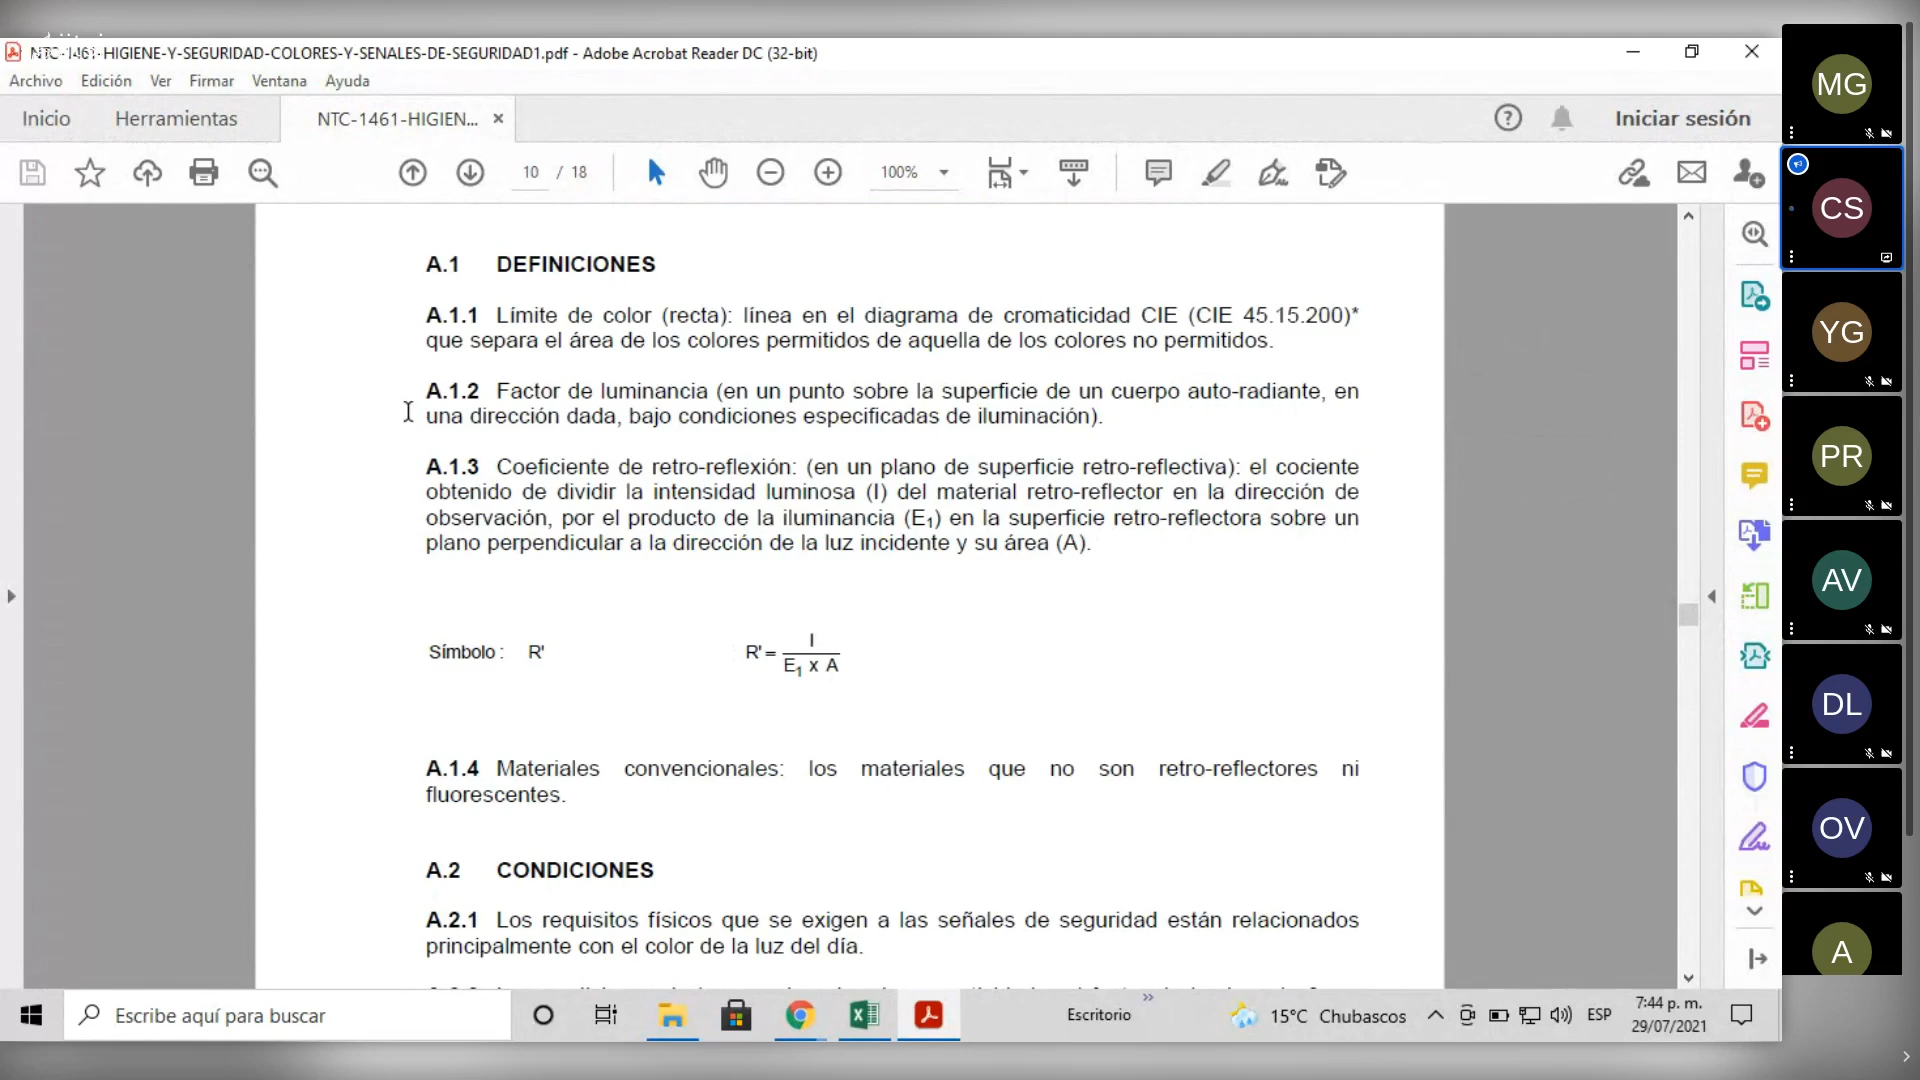 NTC-1461-HIGIENE-Y-SEGURIDAD-COLORES-Y-SENALES-DE-SEGURIDAD1.pdf - Adobe Acrobat Reader DC (32-bit)
Archivo Edición Ver Firmar Ventana Ayuda
Inicio Herramientas NTC-1461-HIGIEN... × Iniciar sesión
10 / 18 100%
A.1 DEFINICIONES
A.1.1 Límite de color (recta): línea en el diagrama de cromaticidad CIE (CIE 45.15.200)*
que separa el área de los colores permitidos de aquella de los colores no permitidos.
A.1.2 Factor de luminancia (en un punto sobre la superficie de un cuerpo auto-radiante, en
una dirección dada, bajo condiciones especificadas de iluminación).
A.1.3 Coeficiente de retro-reflexión: (en un plano de superficie retro-reflectiva): el cociente
obtenido de dividir la intensidad luminosa (I) del material retro-reflector en la dirección de
observación, por el producto de la iluminancia (E₁) en la superficie retro-reflectora sobre un
plano perpendicular a la dirección de la luz incidente y su área (A).
I
Símbolo : R' R' =
E₁ x A
A.1.4 Materiales convencionales: los materiales que no son retro-reflectores ni
fluorescentes.
A.2 CONDICIONES
A.2.1 Los requisitos físicos que se exigen a las señales de seguridad están relacionados
principalmente con el color de la luz del día.
Escribe aquí para buscar
Escritorio »
15°C Chubascos
ESP
7:44 p. m.
29/07/2021
MG
CS
YG
PR
AV
DL
OV
A